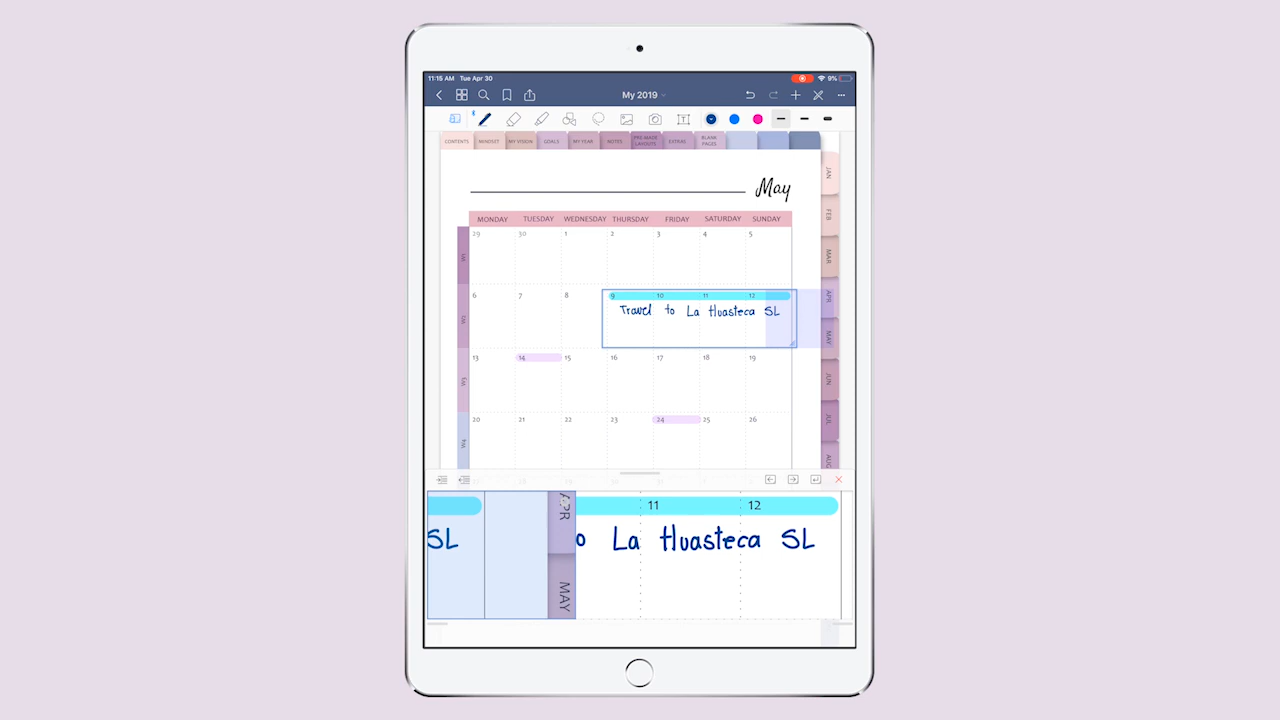 11:15 AM Tue Apr 30
9%
My 2019
CONTENTS MINDSET MY VISION GOALS MY YEAR NOTES PRE MADE LAYOUTS EXTRAS BLANK PAGES
May
JAN
FEB
MAR
APR
MAY
JUN
JUL
AUG
MONDAY TUESDAY WEDNESDAY THURSDAY FRIDAY SATURDAY SUNDAY
W1
29 30 1 2 3 4 5
W2
6 7 8 9 10 11 12
Travel to La Huasteca SL
W3
13 14 15 16 17 18 19
W4
20 21 22 23 24 25 26
11 12
SL
APR
o La Huasteca SL
MAY